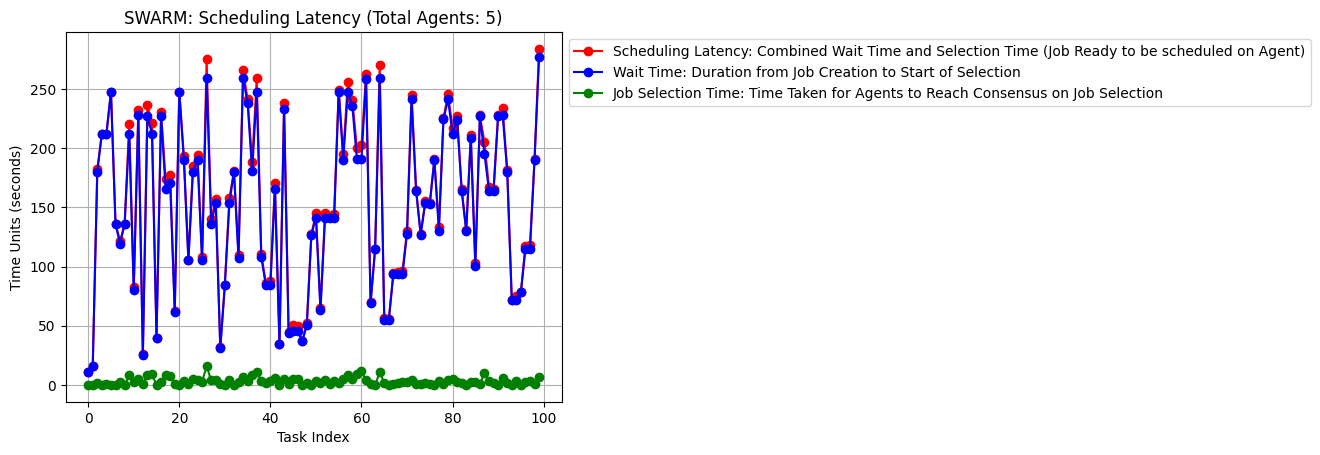 SWARM: Scheduling Latency (Total Agents: 5)
Scheduling Latency: Combined Wait Time and Selection Time (Job Ready to be scheduled on Agent)
Wait Time: Duration from Job Creation to Start of Selection
Job Selection Time: Time Taken for Agents to Reach Consensus on Job Selection
Time Units (seconds)
250
200
150
100
50
0
0 20 40 60 80 100
Task Index